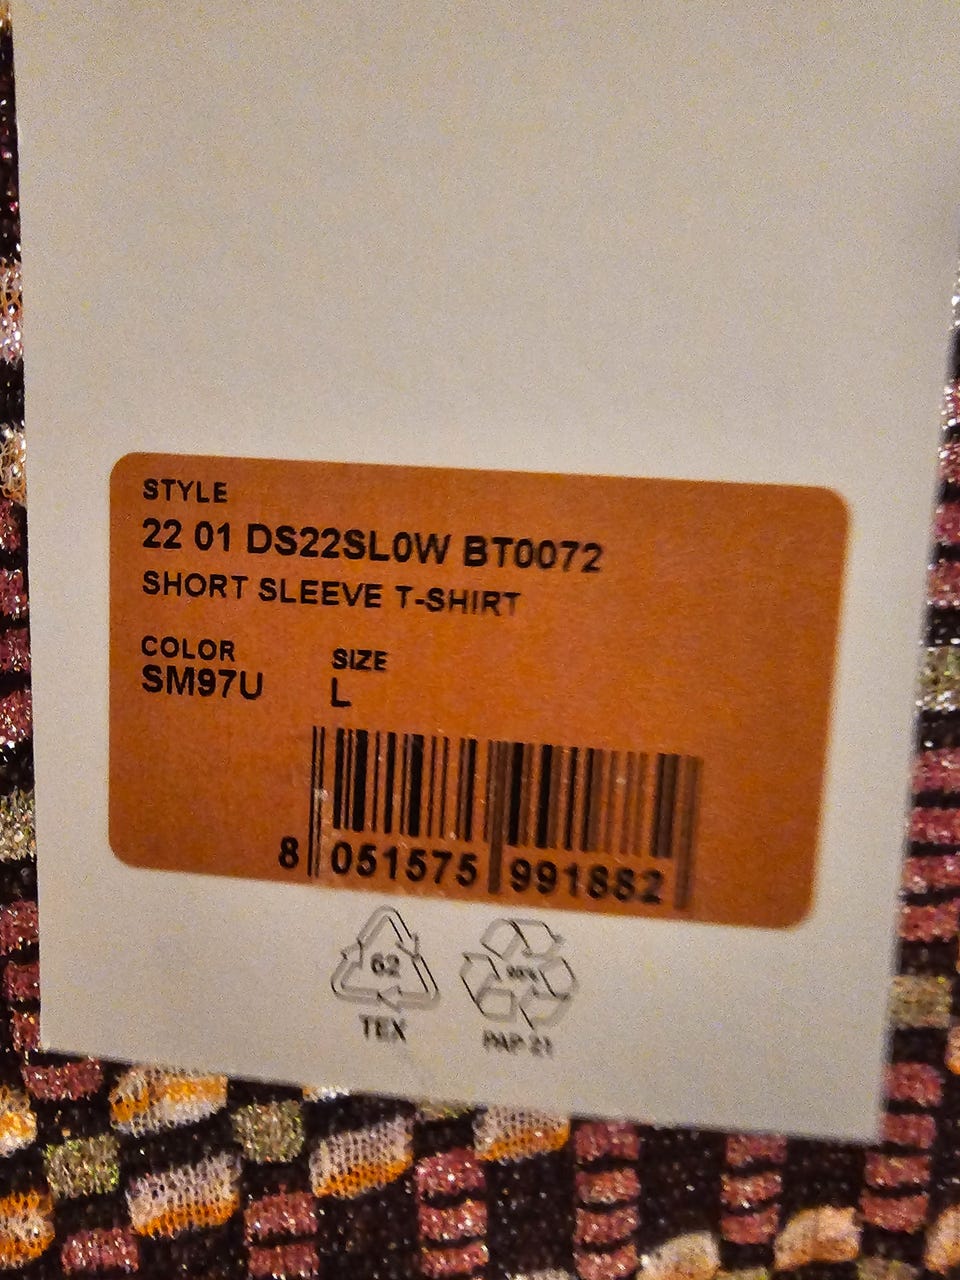 STYLE
22 01 DS22SL0W BT0072
SHORT SLEEVE T-SHIRT
COLOR SIZE
SM97U L
8 051575 991882
62
TEX PAP 21